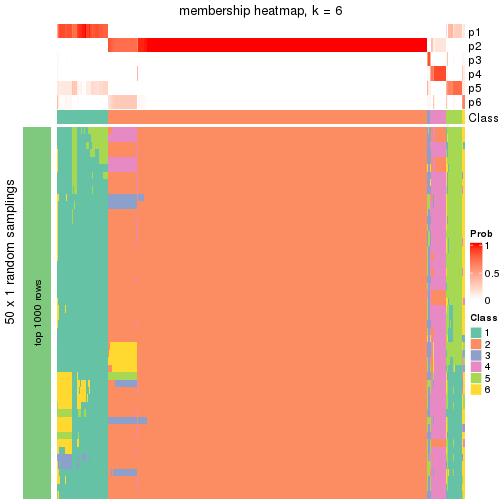 membership heatmap, k = 6
p1
p2
p3
p4
p5
p6
Class
50 x 1 random samplings
top 1000 rows
Prob
1
0.5
0
Class
1
2
3
4
5
6